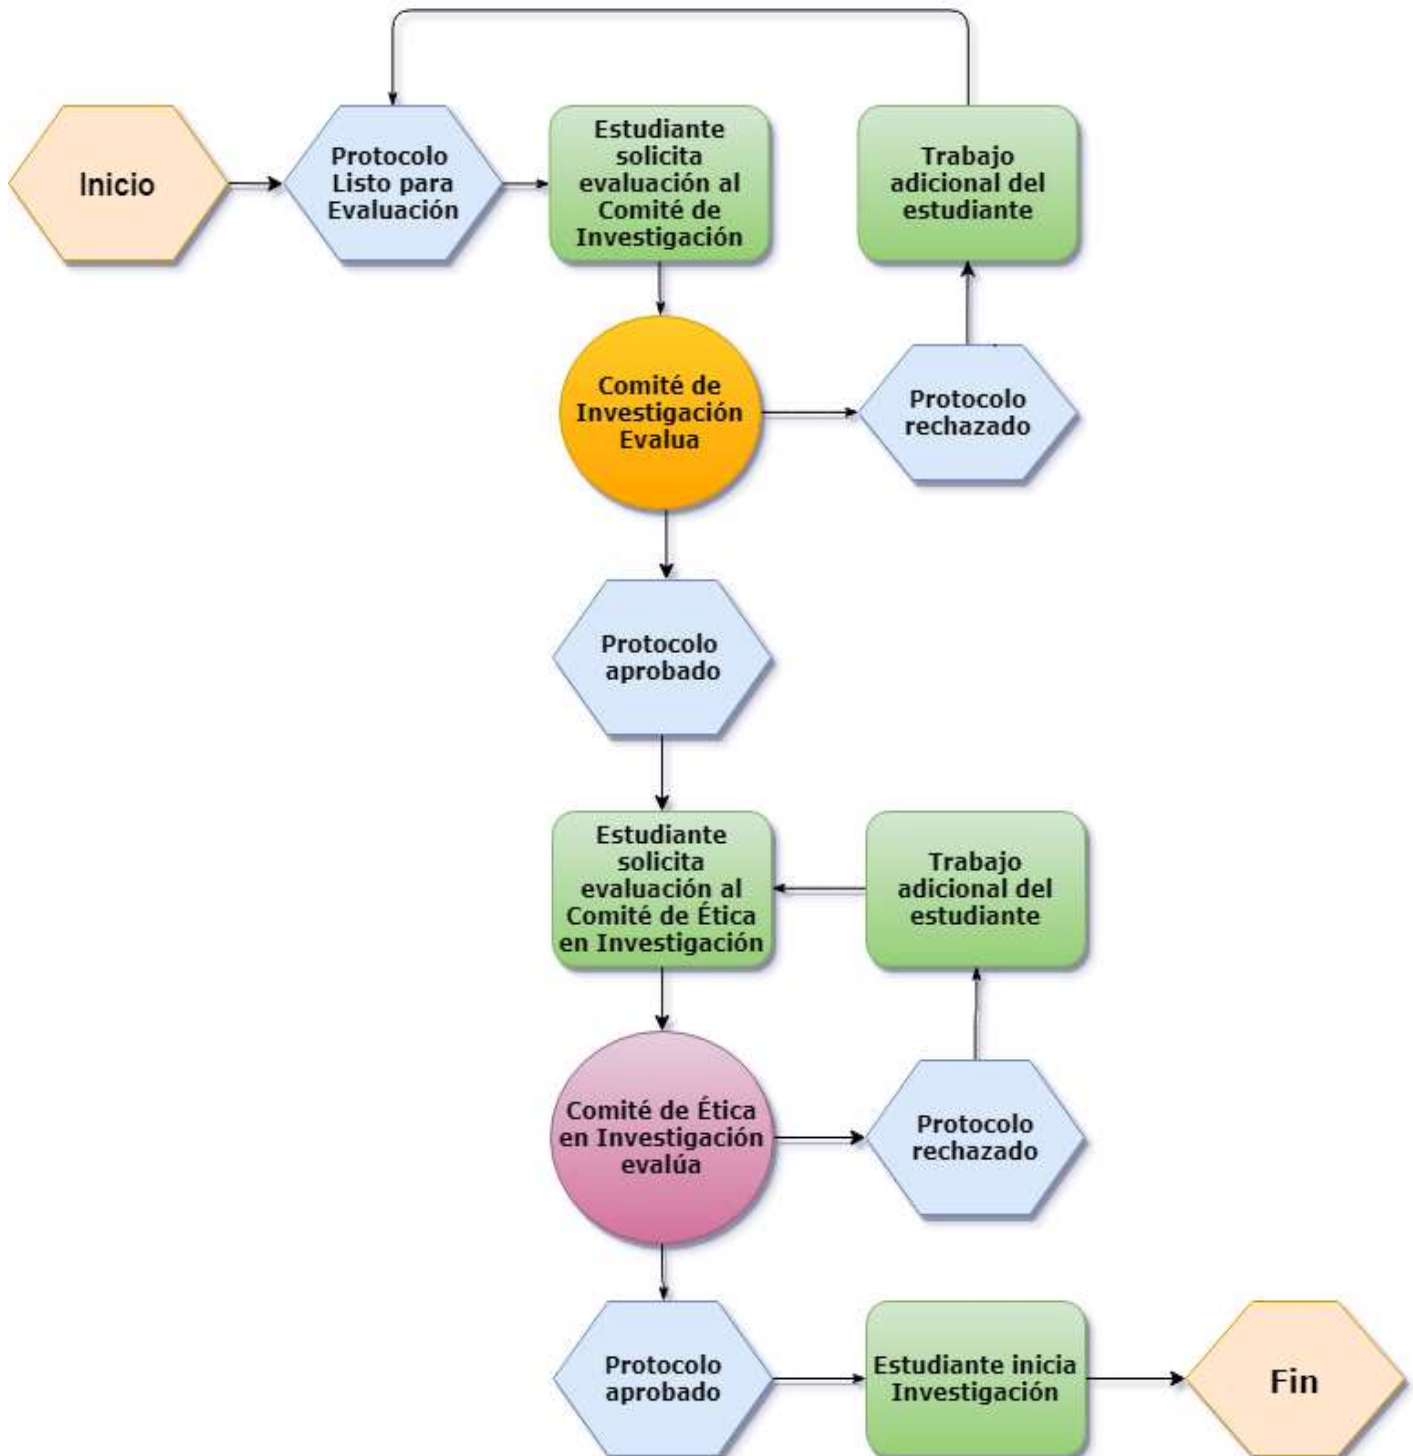 Inicio
Protocolo
Listo para
Evaluación
Estudiante
solicita
evaluación al
Comité de
Investigación
Trabajo
adicional del
estudiante
Comité de
Investigación
Evalua
Protocolo
rechazado
Protocolo
aprobado
Estudiante
solicita
evaluación al
Comité de Ética
en Investigación
Trabajo
adicional del
estudiante
Comité de Ética
en Investigación
evalúa
Protocolo
rechazado
Protocolo
aprobado
Estudiante inicia
Investigación
Fin